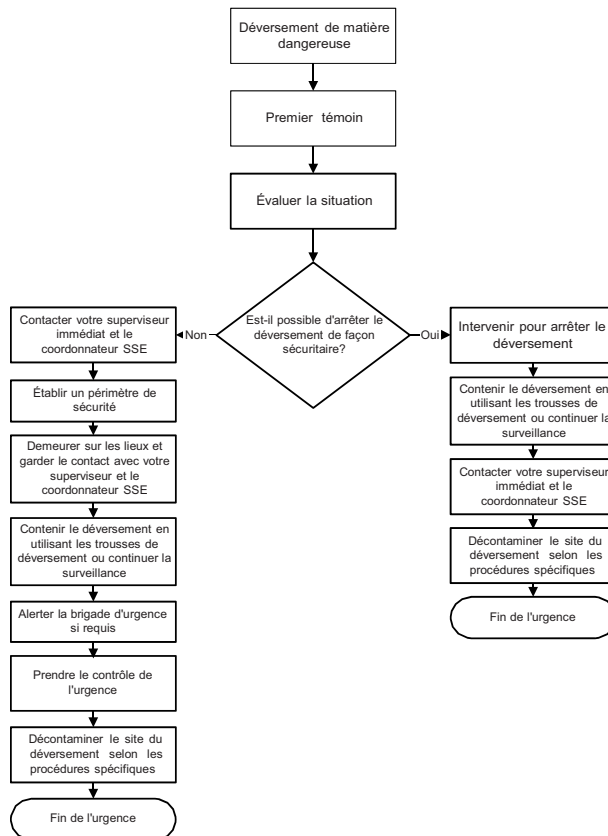 Déversement de matière
dangereuse
Premier témoin
Évaluer la situation
Est-il possible d'arrêter le
déversement de façon
sécuritaire?
Non
Oui
Contacter votre superviseur
immédiat et le
coordonnateur SSE
Établir un périmètre de
sécurité
Demeurer sur les lieux et
garder le contact avec votre
superviseur et le
coordonnateur SSE
Contenir le déversement en
utilisant les trousses de
déversement ou continuer la
surveillance
Alerter la brigade d'urgence
si requis
Prendre le contrôle de
l'urgence
Décontaminer le site du
déversement selon les
procédures spécifiques
Fin de l'urgence
Intervenir pour arrêter le
déversement
Contenir le déversement en
utilisant les trousses de
déversement ou continuer la
surveillance
Contacter votre superviseur
immédiat et le
coordonnateur SSE
Décontaminer le site du
déversement selon les
procédures spécifiques
Fin de l'urgence